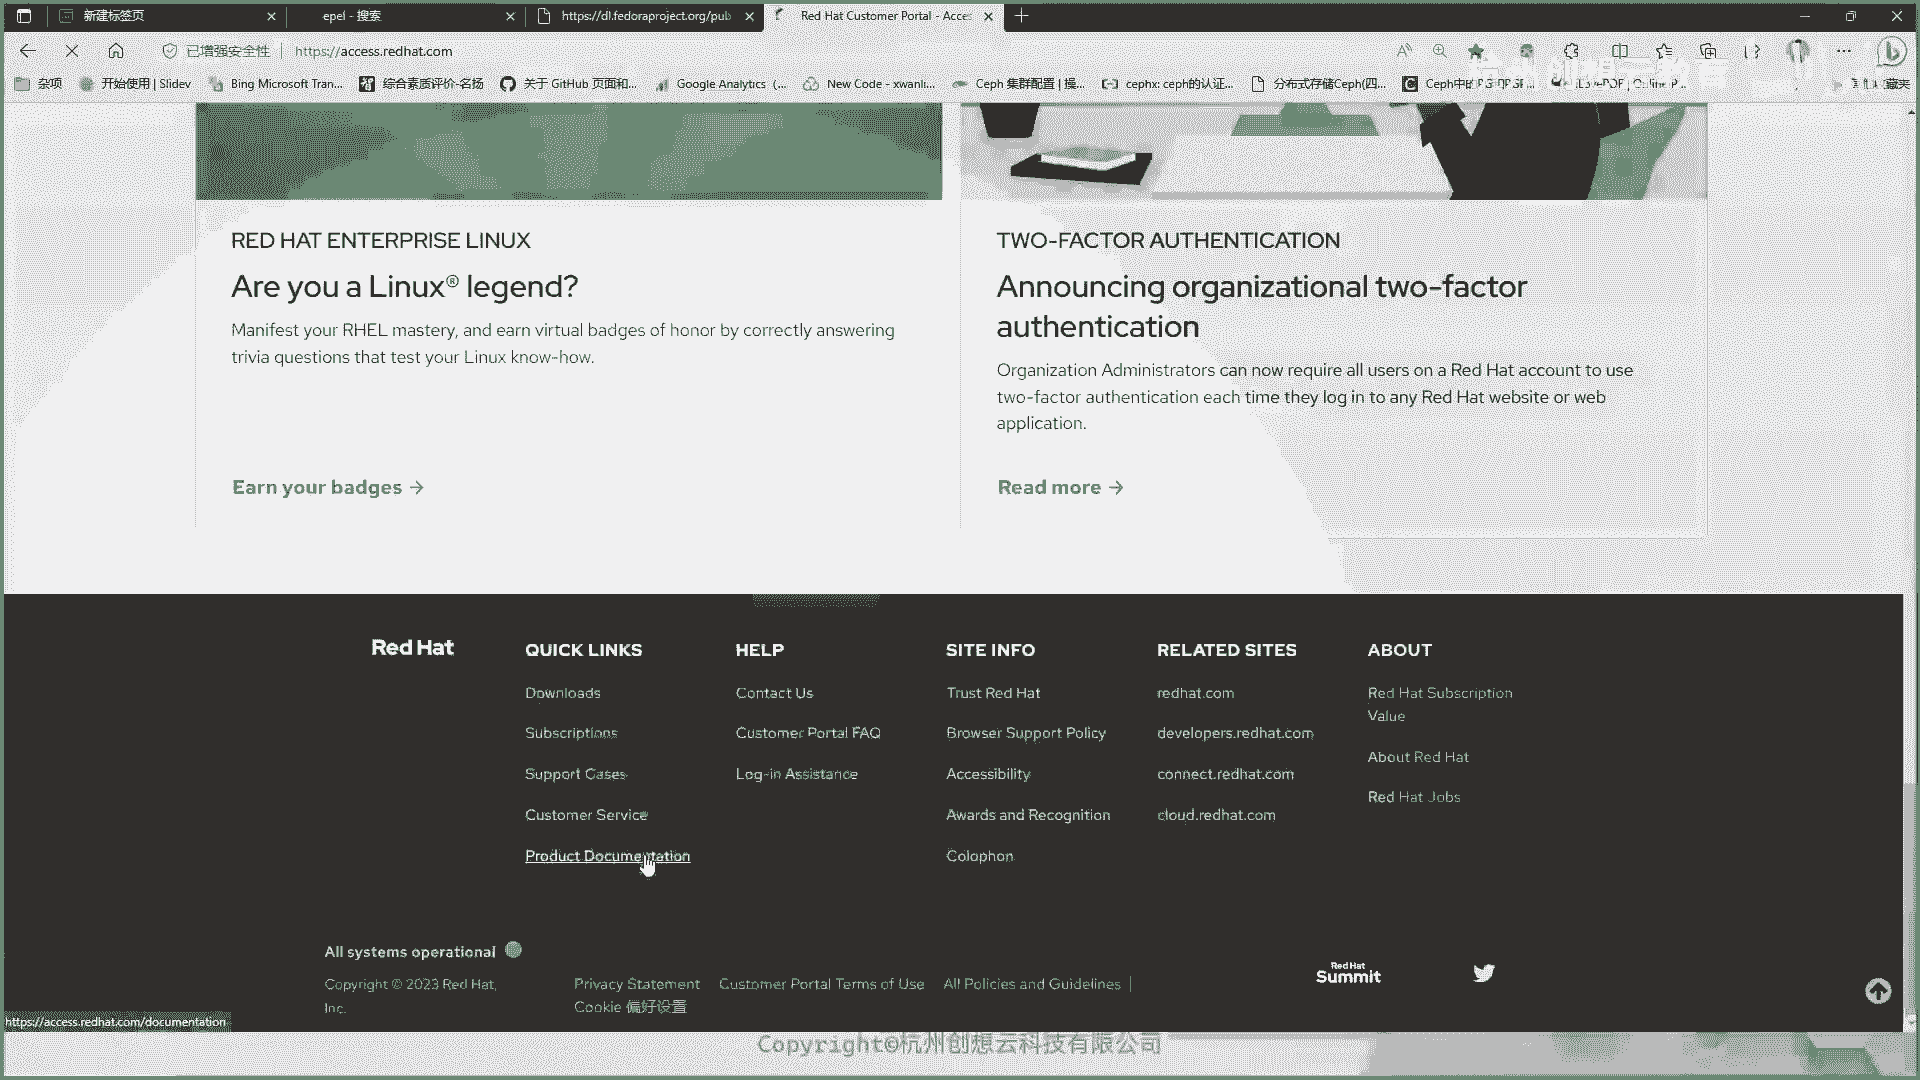 新建标签页
epel - 搜索
https://dl.fedoraproject.org/pub
Red Hat Customer Portal - Acces
已增强安全性
https://access.redhat.com
杂项
开始使用 | Slidev
Bing Microsoft Tran...
综合素质评价-名扬
关于 GitHub 页面和...
Google Analytics (...
New Code - xwanli...
Ceph 集群配置 | 操...
cephx: ceph的认证...
分布式存储Ceph(四...
RED HAT ENTERPRISE LINUX
Are you a Linux® legend?
Manifest your RHEL mastery, and earn virtual badges of honor by correctly answering
trivia questions that test your Linux know-how.
Earn your badges →
TWO-FACTOR AUTHENTICATION
Announcing organizational two-factor
authentication
Organization Administrators can now require all users on a Red Hat account to use
two-factor authentication each time they log in to any Red Hat website or web
application.
Read more →
Red Hat
QUICK LINKS
Downloads
Subscriptions
Support Cases
Customer Service
Product Documentation
HELP
Contact Us
Customer Portal FAQ
Log-in Assistance
SITE INFO
Trust Red Hat
Browser Support Policy
Accessibility
Awards and Recognition
Colophon
RELATED SITES
redhat.com
developers.redhat.com
connect.redhat.com
cloud.redhat.com
ABOUT
Red Hat Subscription
Value
About Red Hat
Red Hat Jobs
All systems operational
Copyright © 2023 Red Hat,
Inc.
Privacy Statement
Customer Portal Terms of Use
All Policies and Guidelines
Cookie 偏好设置
Red Hat
Summit
https://access.redhat.com/documentation
Copyright©杭州创想云科技有限公司